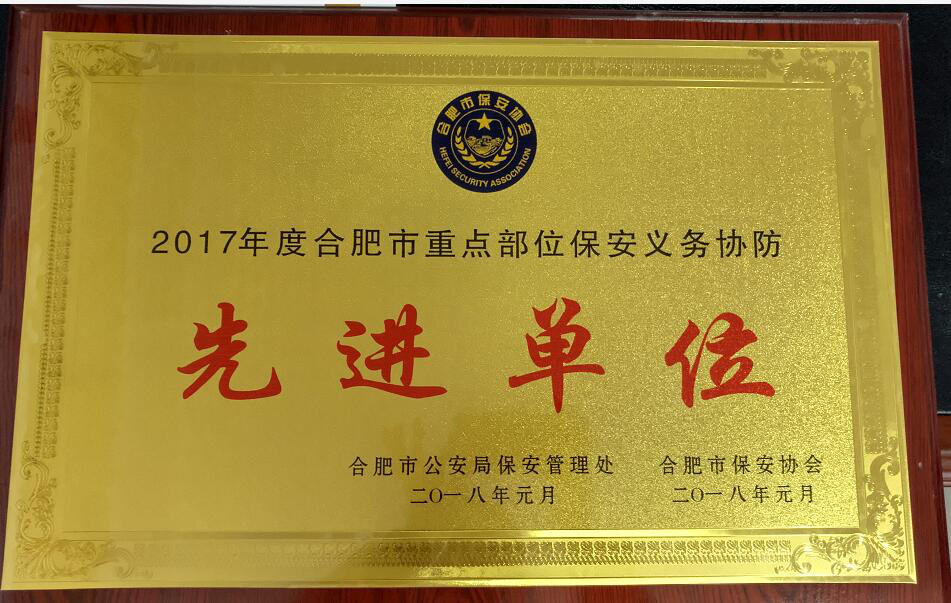 合肥市保安协会
HEFEI SECURITY ASSOCIATION
2017年度合肥市重点部位保安义务协防
先进单位
合肥市公安局保安管理处 合肥市保安协会
二〇一八年元月 二〇一八年元月